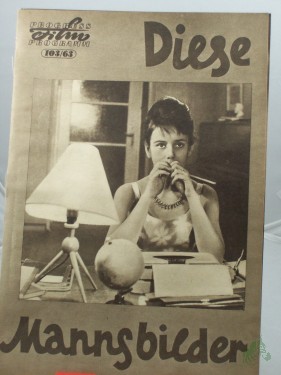 PROGRESS
Film
PROGRAMM
103/63
Diese
Mannsbilder